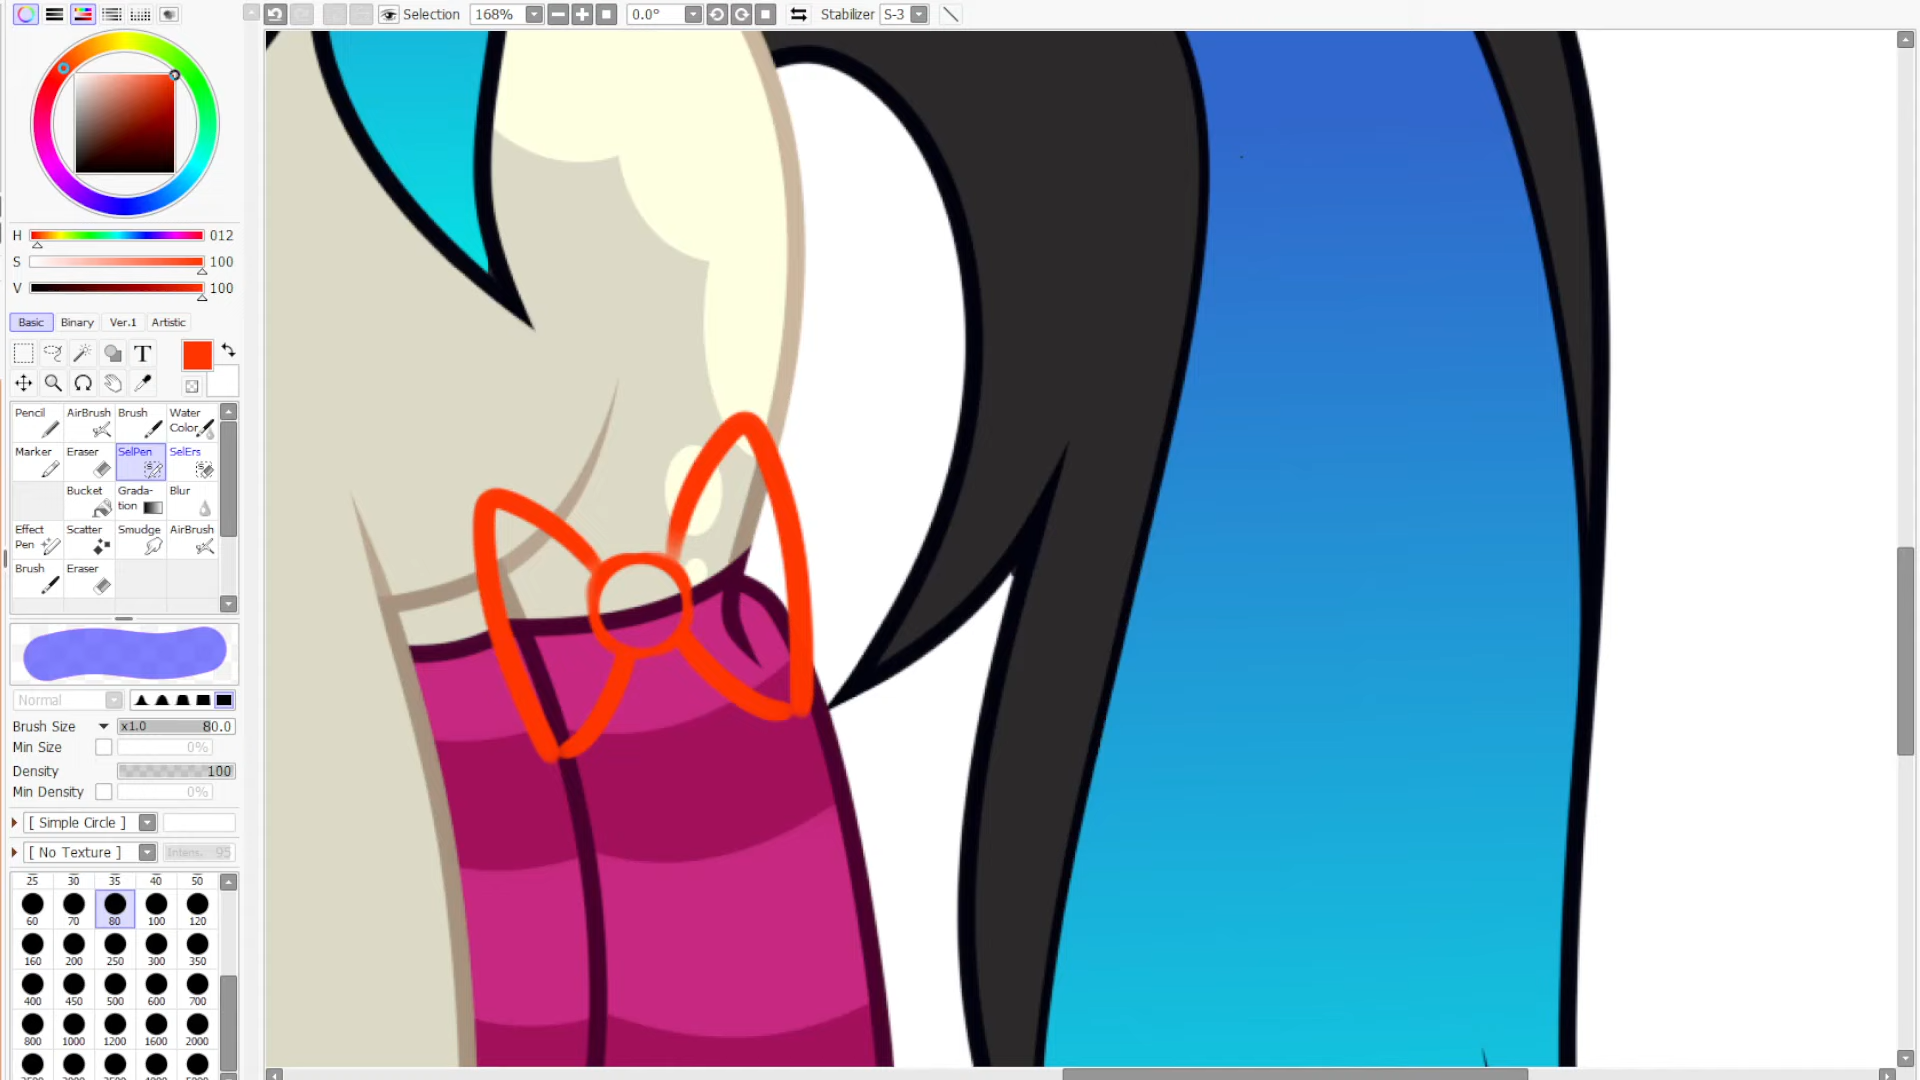 Selection 168% 0.0° Stabilizer S-3
H 012
S 100
V 100
Basic Binary Ver.1 Artistic
T
Pencil AirBrush Brush Water Color
Marker Eraser SelPen SelErs
Bucket Grada-tion Blur
Effect Pen Scatter Smudge AirBrush
Brush Eraser
Normal
Brush Size x1.0 80.0
Min Size 0%
Density 100
Min Density 0%
[ Simple Circle ]
[ No Texture ] Intens. 95
25 30 35 40 50
60 70 80 100 120
160 200 250 300 350
400 450 500 600 700
800 1000 1200 1600 2000